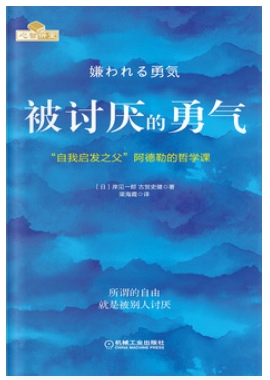 心智讲堂
嫌われる勇気
被讨厌的勇气
“自我启发之父”阿德勒的哲学课
［日］岸见一郎 古贺史健◎著
渠海霞◎译
所谓的自由
就是被别人讨厌
机械工业出版社
CHINA MACHINE PRESS